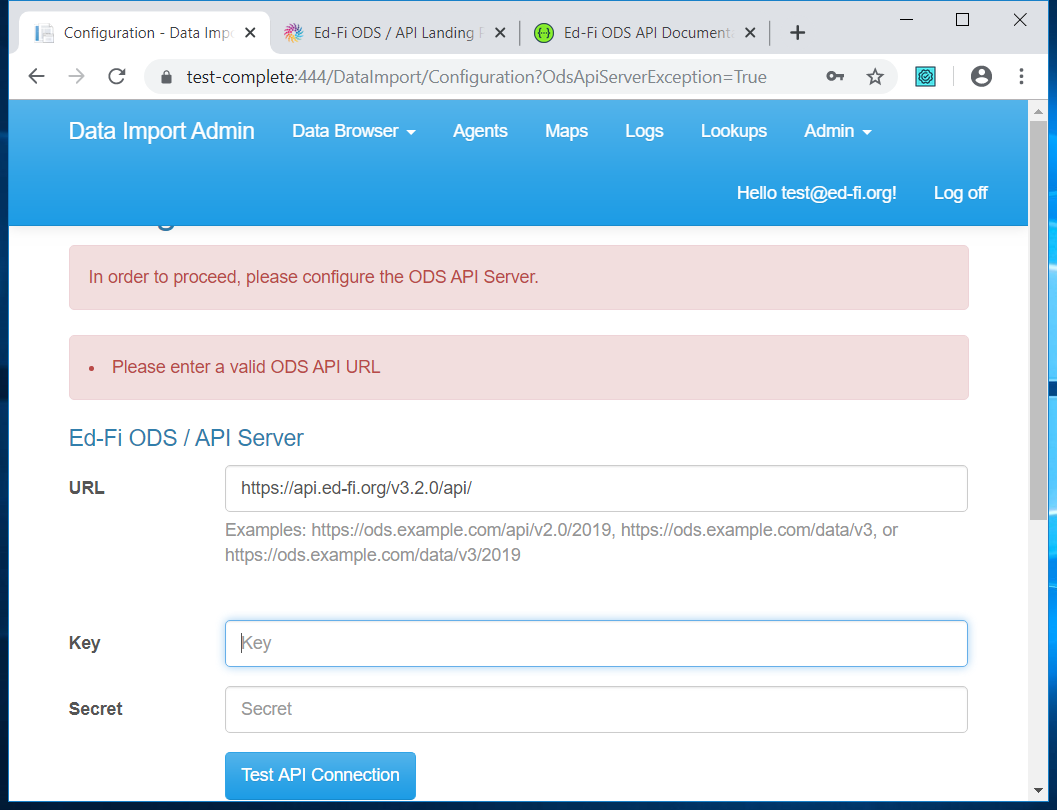 Configuration - Data Imp
Ed-Fi ODS / API Landing
Ed-Fi ODS API Documenta
test-complete:444/DataImport/Configuration?OdsApiServerException=True
Data Import Admin
Data Browser
Agents
Maps
Logs
Lookups
Admin
Hello test@ed-fi.org!
Log off
In order to proceed, please configure the ODS API Server.
• Please enter a valid ODS API URL
Ed-Fi ODS / API Server
URL
https://api.ed-fi.org/v3.2.0/api/
Examples: https://ods.example.com/api/v2.0/2019, https://ods.example.com/data/v3, or
https://ods.example.com/data/v3/2019
Key
Key
Secret
Secret
Test API Connection